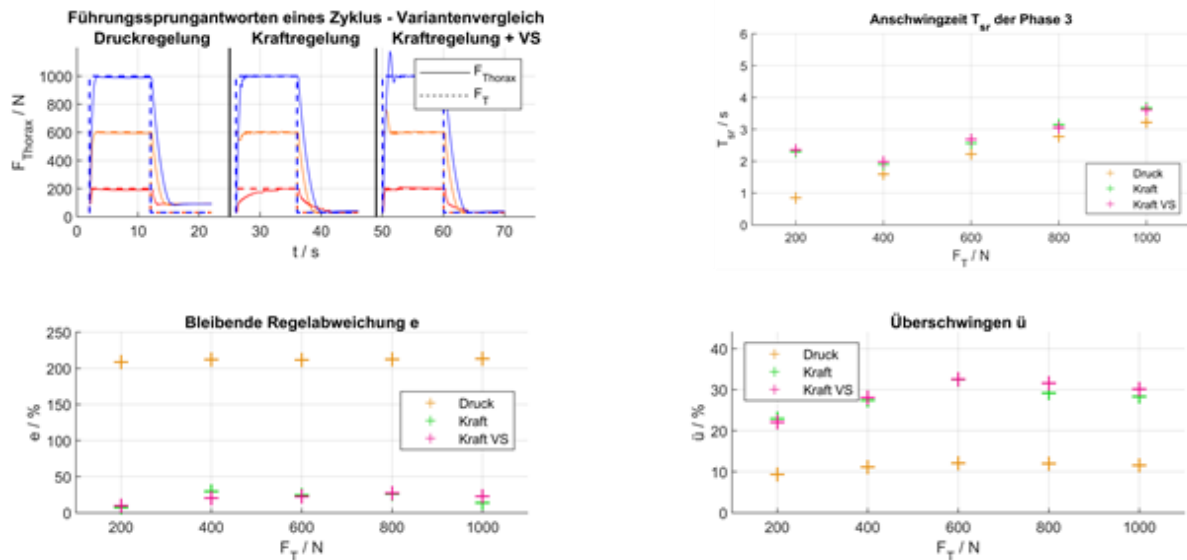 Führungssprungantworten eines Zyklus - Variantenvergleich
Druckregelung Kraftregelung Kraftregelung + VS
F_Thorax / N
1000
800
600
400
200
0
F_Thorax
F_T
0 10 20 30 40 50 60 70
t / s
Anschwingzeit T_sr der Phase 3
T_sr / s
6
5
4
3
2
1
0
Druck
Kraft
Kraft VS
200 400 600 800 1000
F_T / N
Bleibende Regelabweichung e
e / %
250
200
150
100
50
0
Druck
Kraft
Kraft VS
200 400 600 800 1000
F_T / N
Überschwingen ü
ü / %
40
30
20
10
0
Druck
Kraft
Kraft VS
200 400 600 800 1000
F_T / N